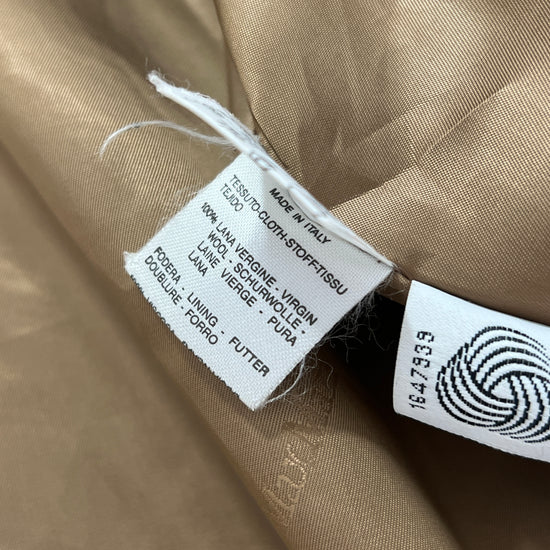 MADE IN ITALY
TESSUTO-CLOTH-STOFF-TISSU
TEJIDO
100% LANA VERGINE - VIRGIN
WOOL - SCHURWOLLE -
LAINE VIERGE - PURA
LANA
FODERA - LINING - FUTTER
DOUBLURE - FORRO
1647939